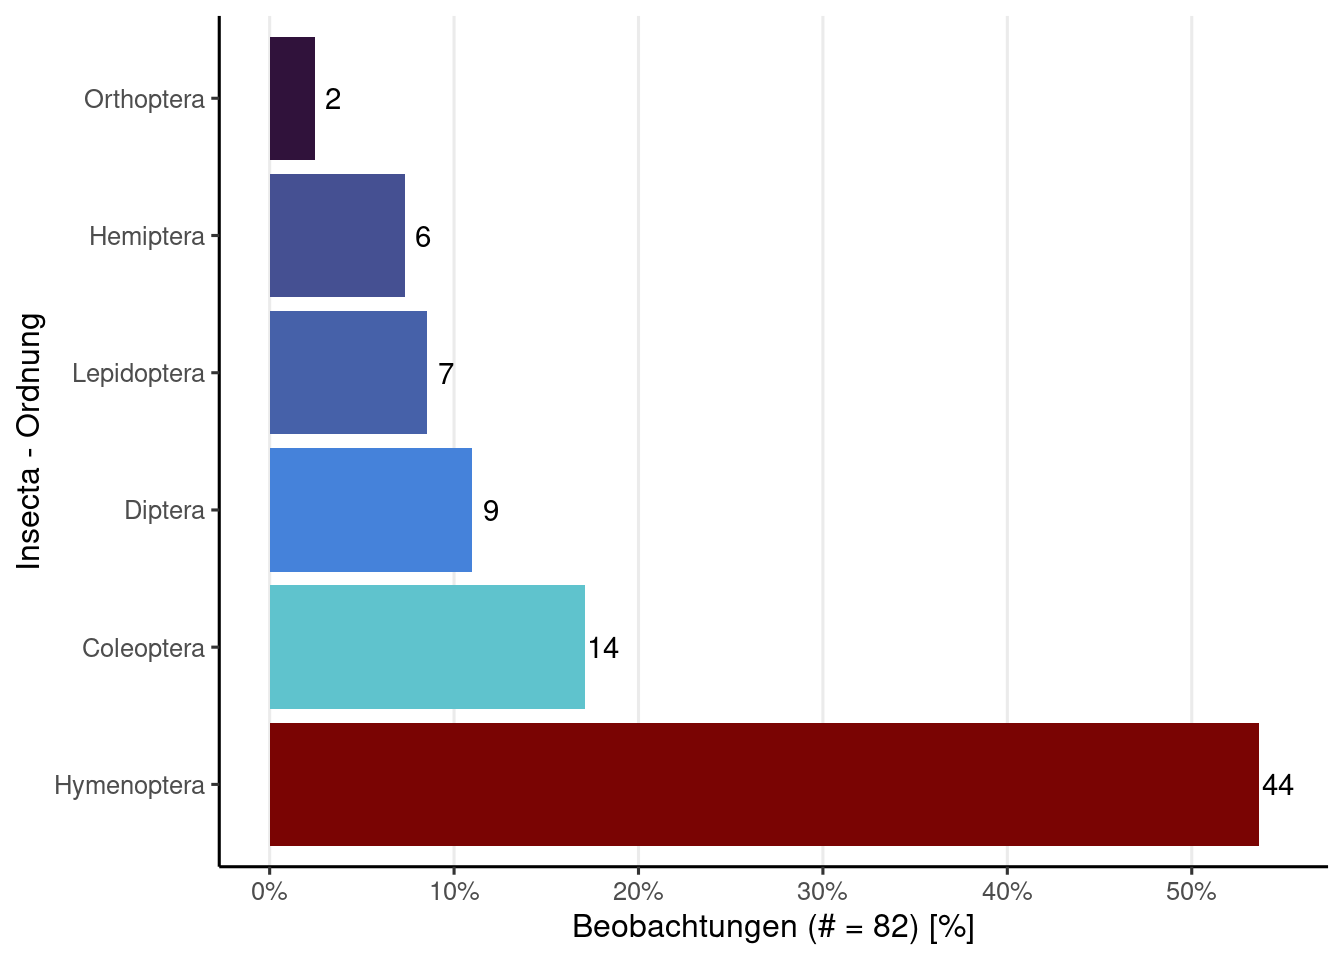 Insecta - Ordnung
Orthoptera
2
Hemiptera
6
Lepidoptera
7
Diptera
9
Coleoptera
14
Hymenoptera
44
0% 10% 20% 30% 40% 50%
Beobachtungen (# = 82) [%]